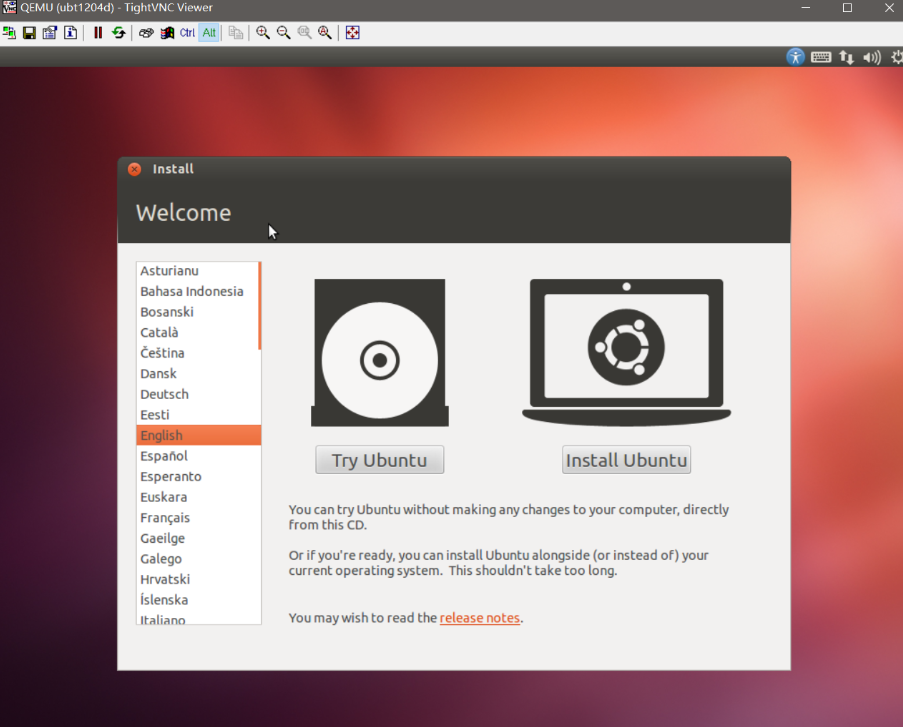 QEMU (ubt1204d) - TightVNC Viewer
Ctrl Alt
Install
Welcome
Asturianu
Bahasa Indonesia
Bosanski
Català
Čeština
Dansk
Deutsch
Eesti
English
Español
Esperanto
Euskara
Français
Gaeilge
Galego
Hrvatski
Íslenska
Italiano
Try Ubuntu
Install Ubuntu
You can try Ubuntu without making any changes to your computer, directly
from this CD.
Or if you're ready, you can install Ubuntu alongside (or instead of) your
current operating system.  This shouldn't take too long.
You may wish to read the release notes.